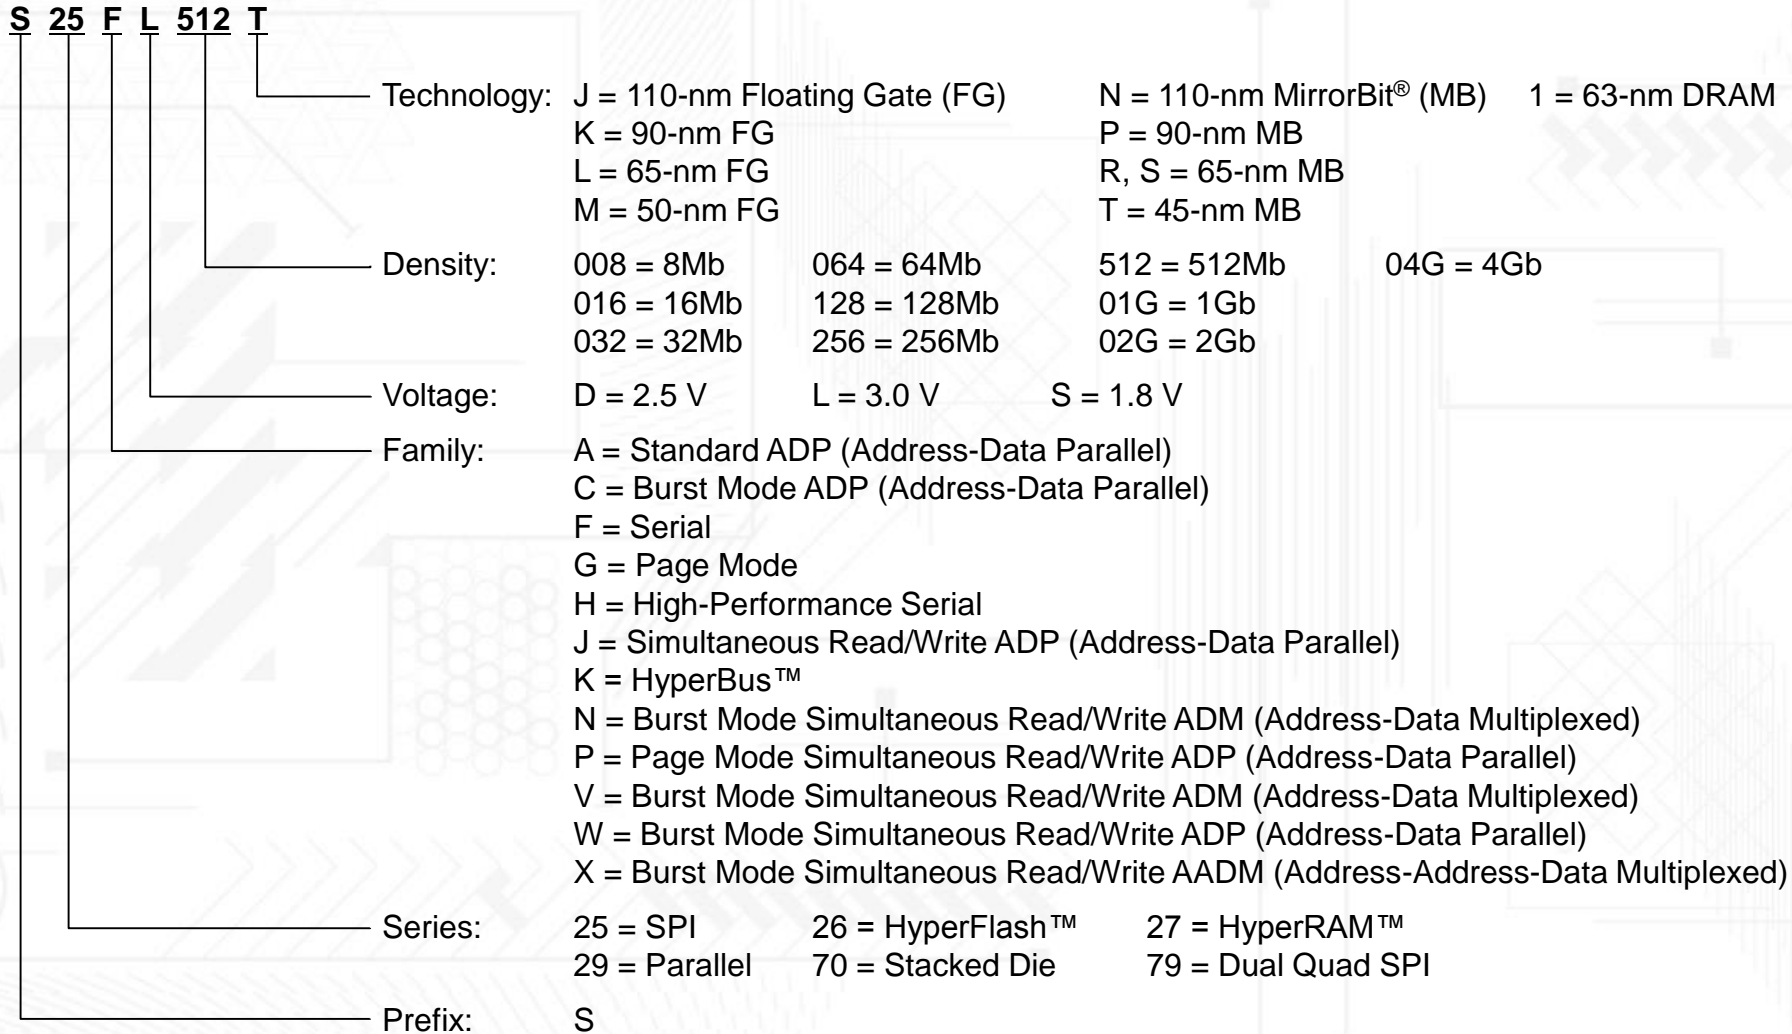 S 25 F L 512 T
Technology: J = 110-nm Floating Gate (FG) N = 110-nm MirrorBit® (MB) 1 = 63-nm DRAM
K = 90-nm FG P = 90-nm MB
L = 65-nm FG R, S = 65-nm MB
M = 50-nm FG T = 45-nm MB
Density: 008 = 8Mb 064 = 64Mb 512 = 512Mb 04G = 4Gb
016 = 16Mb 128 = 128Mb 01G = 1Gb
032 = 32Mb 256 = 256Mb 02G = 2Gb
Voltage: D = 2.5 V L = 3.0 V S = 1.8 V
Family: A = Standard ADP (Address-Data Parallel)
C = Burst Mode ADP (Address-Data Parallel)
F = Serial
G = Page Mode
H = High-Performance Serial
J = Simultaneous Read/Write ADP (Address-Data Parallel)
K = HyperBus™
N = Burst Mode Simultaneous Read/Write ADM (Address-Data Multiplexed)
P = Page Mode Simultaneous Read/Write ADP (Address-Data Parallel)
V = Burst Mode Simultaneous Read/Write ADM (Address-Data Multiplexed)
W = Burst Mode Simultaneous Read/Write ADP (Address-Data Parallel)
X = Burst Mode Simultaneous Read/Write AADM (Address-Address-Data Multiplexed)
Series: 25 = SPI 26 = HyperFlash™ 27 = HyperRAM™
29 = Parallel 70 = Stacked Die 79 = Dual Quad SPI
Prefix: S